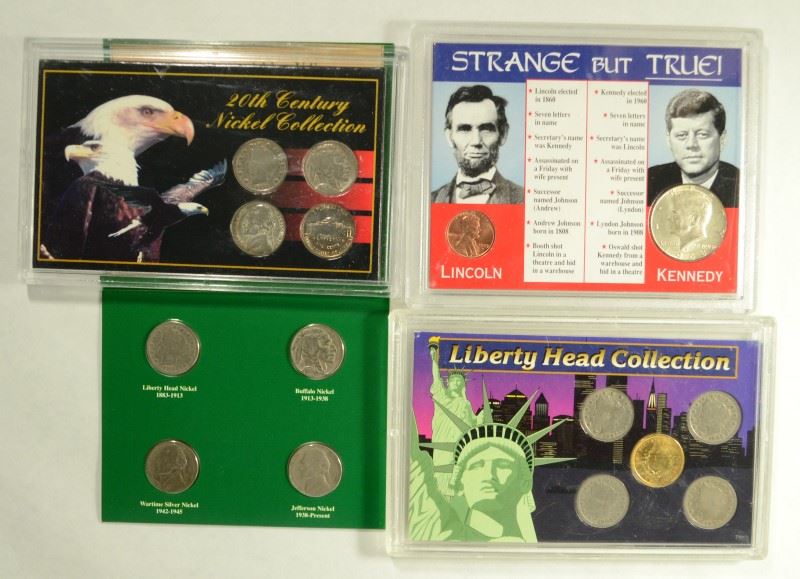 20th Century
Nickel Collection
STRANGE BUT TRUE!
★ Lincoln elected
in 1860
★ Seven letters
in name
★ Secretary's name
was Kennedy
★ Assassinated on
a Friday with
wife present
★ Successor
named Johnson
(Andrew)
★ Andrew Johnson
born in 1808
★ Booth shot
Lincoln in a
theatre and hid
in a warehouse
Kennedy elected ★
in 1960
★ Seven letters
in name
★ Secretary's name
was Lincoln
★ Assassinated on
a Friday with
wife present
★ Successor
named Johnson
(Lyndon)
★ Lyndon Johnson
born in 1908
★ Oswald shot
Kennedy from a
warehouse and
hid in a theatre
LINCOLN
KENNEDY
Liberty Head Nickel
1883-1913
Buffalo Nickel
1913-1938
Wartime Silver Nickel
1942-1945
Jefferson Nickel
1938-Present
Liberty Head Collection